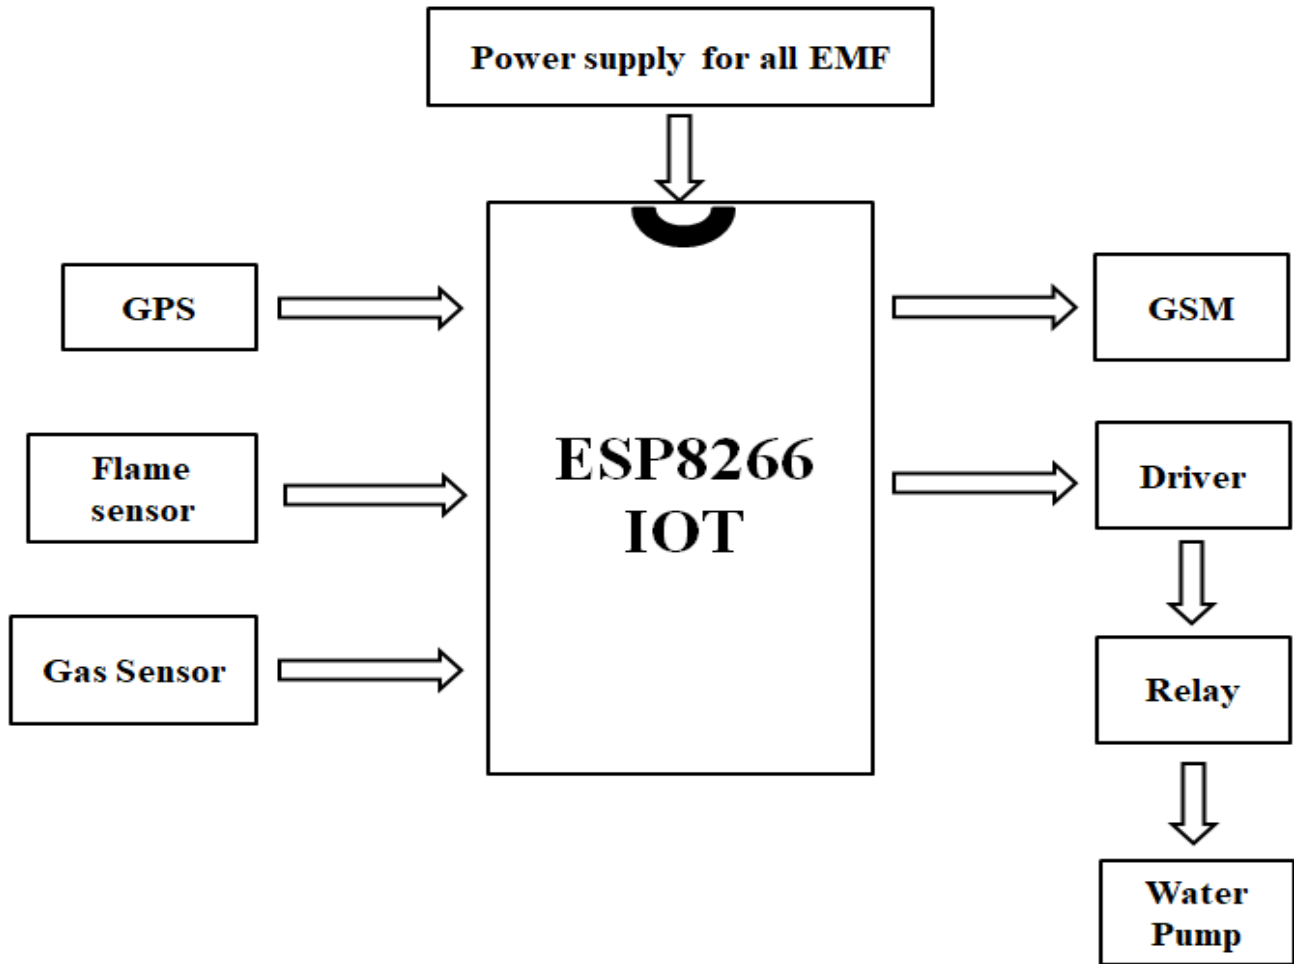 Power supply for all EMF
GPS
GSM
Flame
sensor
ESP8266
IOT
Driver
Gas Sensor
Relay
Water
Pump